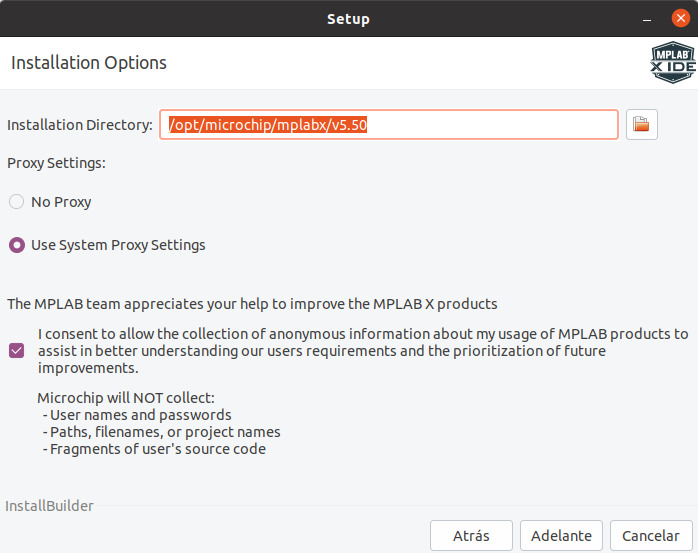 Setup
Installation Options
MPLAB
X IDE
Installation Directory: /opt/microchip/mplabx/v5.50
Proxy Settings:
No Proxy
Use System Proxy Settings
The MPLAB team appreciates your help to improve the MPLAB X products
I consent to allow the collection of anonymous information about my usage of MPLAB products to
assist in better understanding our users requirements and the prioritization of future
improvements.
Microchip will NOT collect:
- User names and passwords
- Paths, filenames, or project names
- Fragments of user's source code
InstallBuilder
Atrás Adelante Cancelar